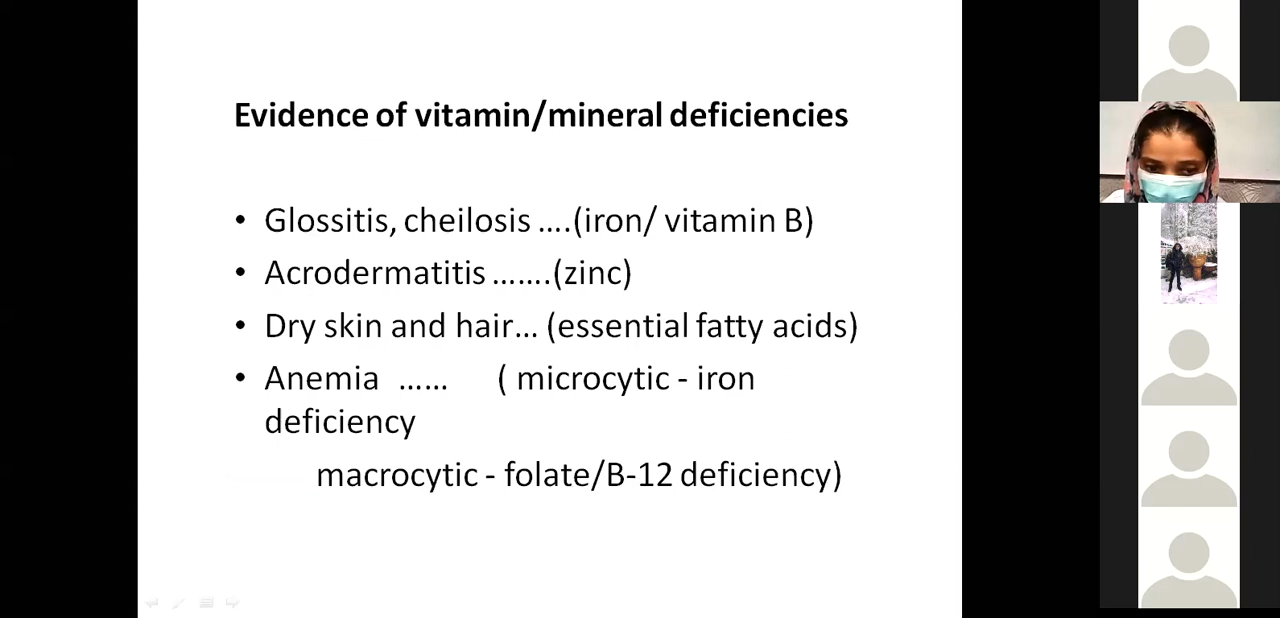 Evidence of vitamin/mineral deficiencies
• Glossitis, cheilosis ....(iron/ vitamin B)
• Acrodermatitis .......(zinc)
• Dry skin and hair... (essential fatty acids)
• Anemia ...... ( microcytic - iron
deficiency
macrocytic - folate/B-12 deficiency)